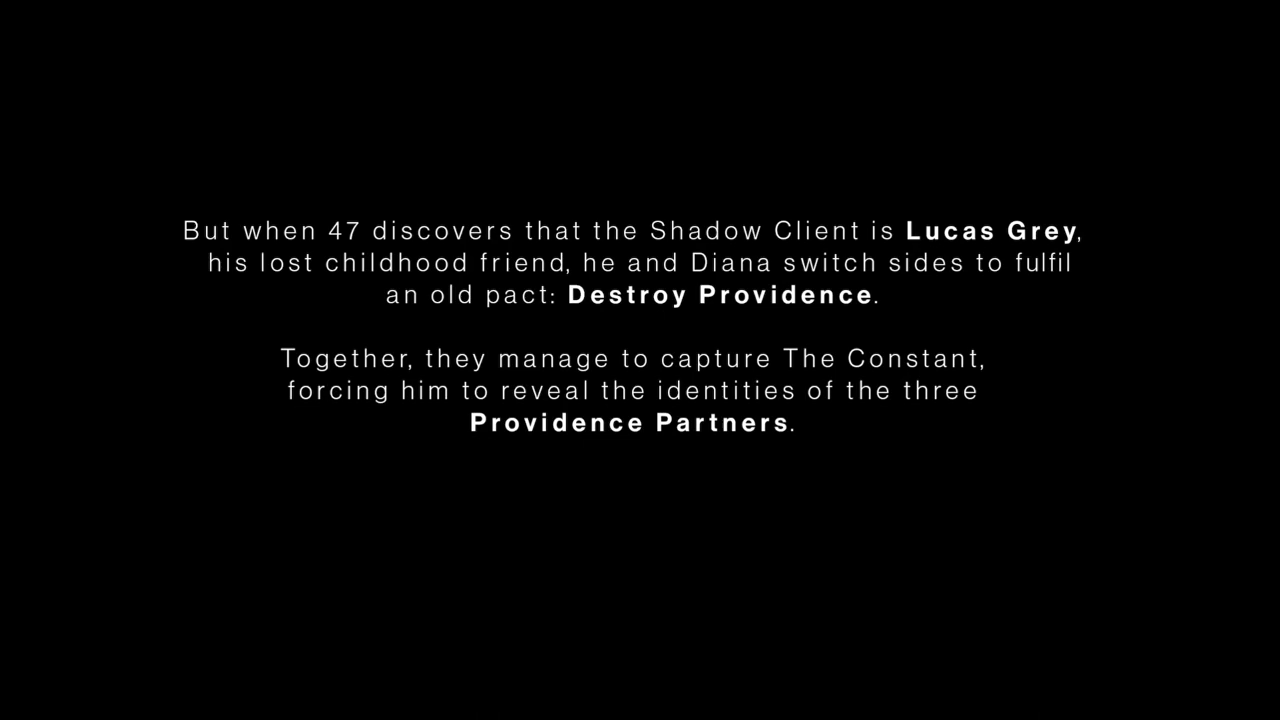 But when 47 discovers that the Shadow Client is Lucas Grey,
his lost childhood friend, he and Diana switch sides to fulfil
an old pact: Destroy Providence.
Together, they manage to capture The Constant,
forcing him to reveal the identities of the three
Providence Partners.